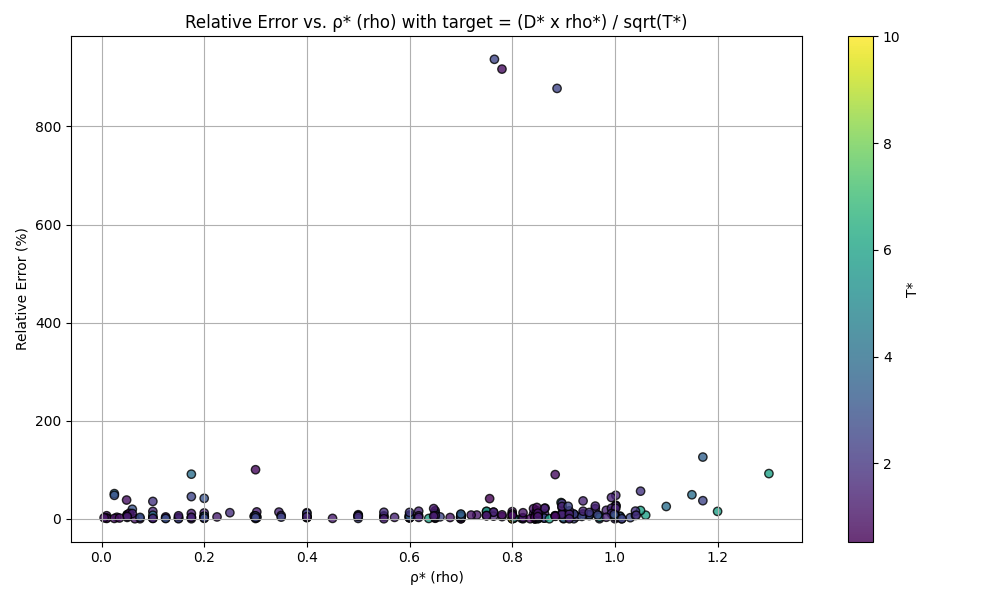 Relative Error vs. ρ* (rho) with target = (D* x rho*) / sqrt(T*)
Relative Error (%)
800
600
400
200
0
0.0 0.2 0.4 0.6 0.8 1.0 1.2
ρ* (rho)
10
8
6
4
2
T*